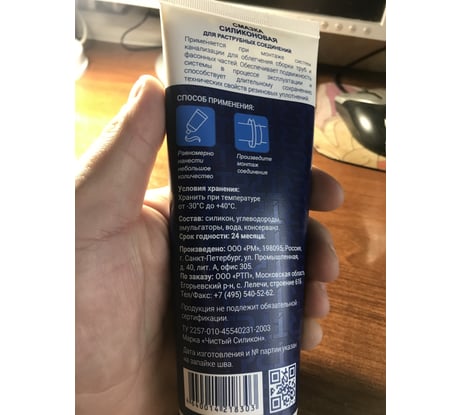 СМАЗКА
СИЛИКОНОВАЯ
ДЛЯ РАСТРУБНЫХ СОЕДИНЕНИЙ
Применяется при монтаже систем
канализации для облегчения сборки труб и
фасонных частей. Обеспечивает подвижность
системы в процессе эксплуатации и
способствует длительному сохранению
технических свойств резиновых уплотнений.
СПОСОБ ПРИМЕНЕНИЯ:
Равномерно
нанести
небольшое
количество
Произведите
монтаж
соединения
Условия хранения:
Хранить при температуре
от -30°С до +40°С.
Состав: силикон, углеводороды,
эмульгаторы, вода, консервант.
Срок годности: 24 месяца.
Произведено: ООО «РМ», 198095, Россия,
г. Санкт-Петербург, ул. Промышленная,
д. 40, лит. А, офис 305.
По заказу: ООО «РТП», Московская область,
Егорьевский р-н, с. Лелечи, строение 61Б
Тел/Факс: +7 (495) 540-52-62.
Продукция не подлежит обязательной
сертификации.
ТУ 2257-010-45540231-2003
Марка «Чистый Силикон».
Дата изготовления и № партии указан
на запайке шва.